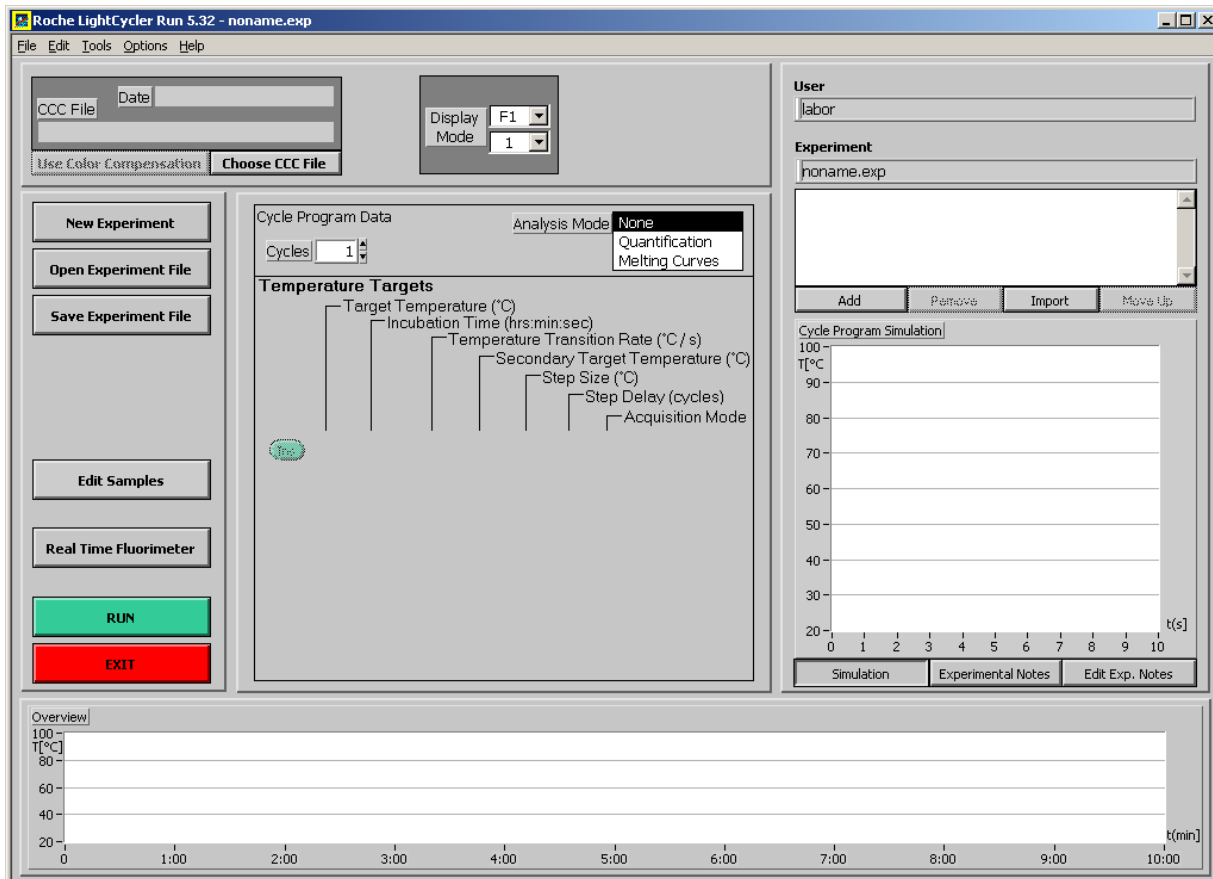 Roche LightCycler Run 5.32 - noname.exp
File Edit Tools Options Help
Date
CCC File
Use Color Compensation Choose CCC File
Display Mode F1 1
User
labor
Experiment
noname.exp
Add Remove Import Move Up
New Experiment
Open Experiment File
Save Experiment File
Edit Samples
Real Time Fluorimeter
RUN
EXIT
Cycle Program Data
Cycles 1
Analysis Mode None
Quantification
Melting Curves
Temperature Targets
Target Temperature (°C)
Incubation Time (hrs:min:sec)
Temperature Transition Rate (°C / s)
Secondary Target Temperature (°C)
Step Size (°C)
Step Delay (cycles)
Acquisition Mode
Cycle Program Simulation
100
T[°C
90
80
70
60
50
40
30
20
t(s]
0 1 2 3 4 5 6 7 8 9 10
Simulation Experimental Notes Edit Exp. Notes
Overview
100
T[°C]
80
60
40
20
t(min]
0 1:00 2:00 3:00 4:00 5:00 6:00 7:00 8:00 9:00 10:00